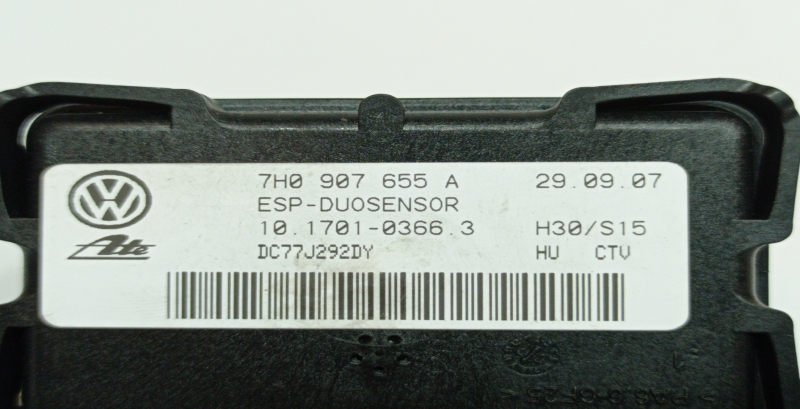 7H0 907 655 A 29.09.07
ESP-DUOSENSOR
10.1701-0366.3 H30/S15
Ate DC77J292DY HU CTV